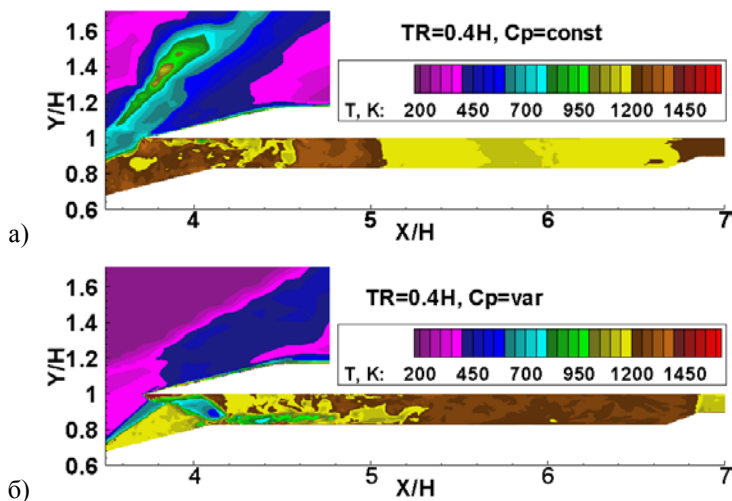 TR=0.4H, Cp=const
T, K:
200 450 700 950 1200 1450
Y/H
1.6
1.4
1.2
1
0.8
0.6
4 5 6 7
X/H
а)
TR=0.4H, Cp=var
T, K:
200 450 700 950 1200 1450
Y/H
1.6
1.4
1.2
1
0.8
0.6
4 5 6 7
X/H
б)